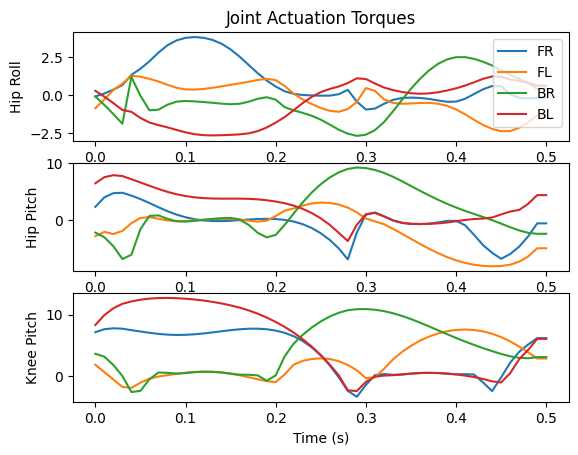 Joint Actuation Torques
Hip Roll
2.5
0.0
−2.5
FR
FL
BR
BL
0.0 0.1 0.2 0.3 0.4 0.5
Hip Pitch
10
0
0.0 0.1 0.2 0.3 0.4 0.5
Knee Pitch
10
0
0.0 0.1 0.2 0.3 0.4 0.5
Time (s)